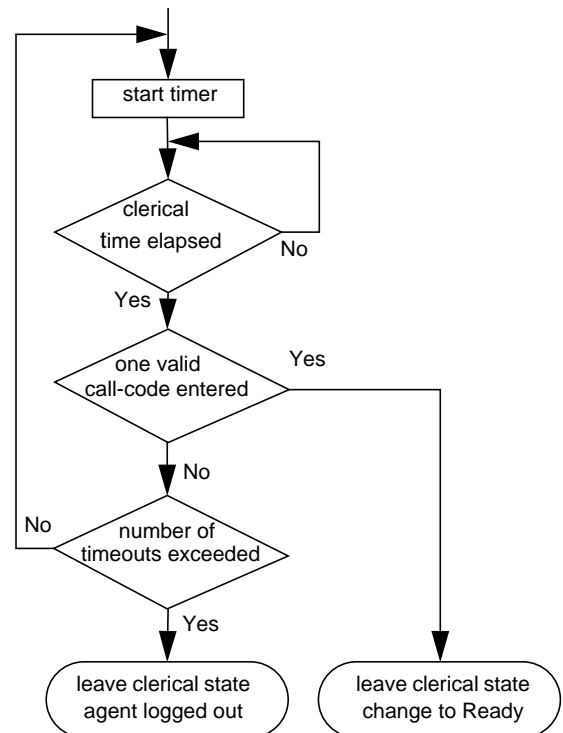 start timer
clerical
time elapsed
No
Yes
one valid
call-code entered
Yes
No
No
number of
timeouts exceeded
Yes
leave clerical state
agent logged out
leave clerical state
change to Ready